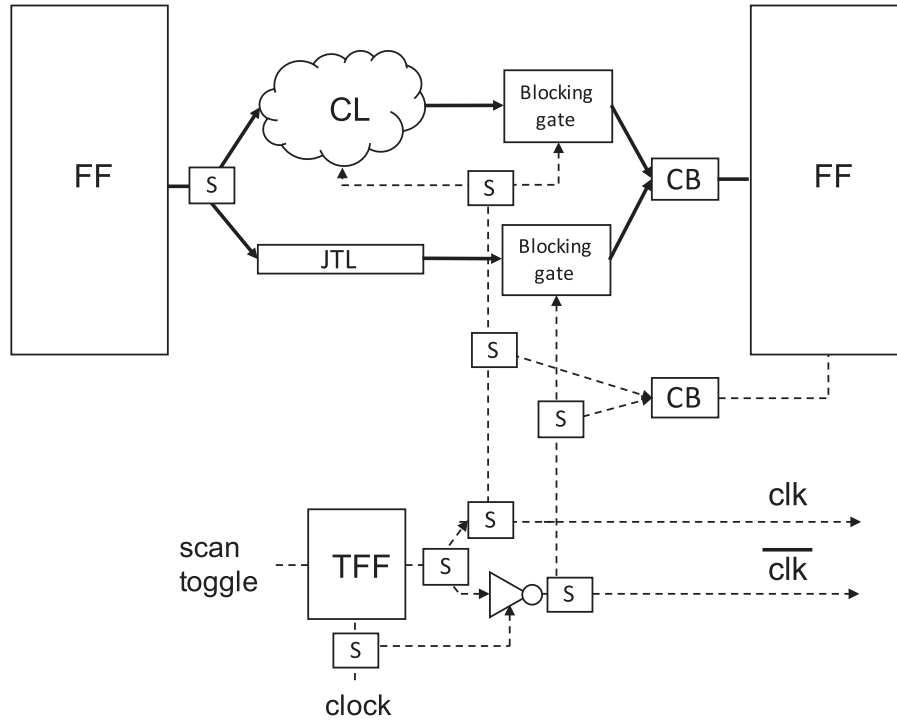 FF
S
CL
Blocking
gate
S
CB
FF
JTL
Blocking
gate
S
S
CB
scan
toggle
TFF
S
S
clk
S
clk
S
clock